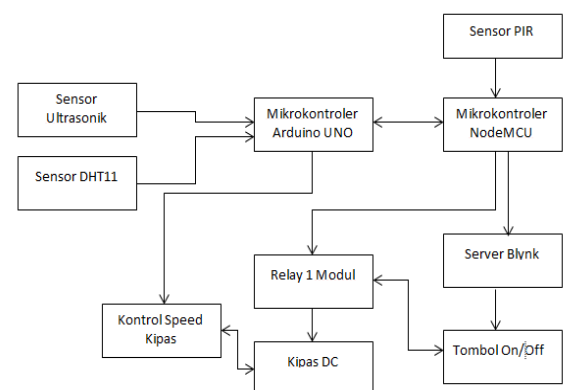 Sensor PIR
Sensor
Ultrasonik
Mikrokontroler
Arduino UNO
Mikrokontroler
NodeMCU
Sensor DHT11
Relay 1 Modul
Server Blynk
Kontrol Speed
Kipas
Kipas DC
Tombol On/Off